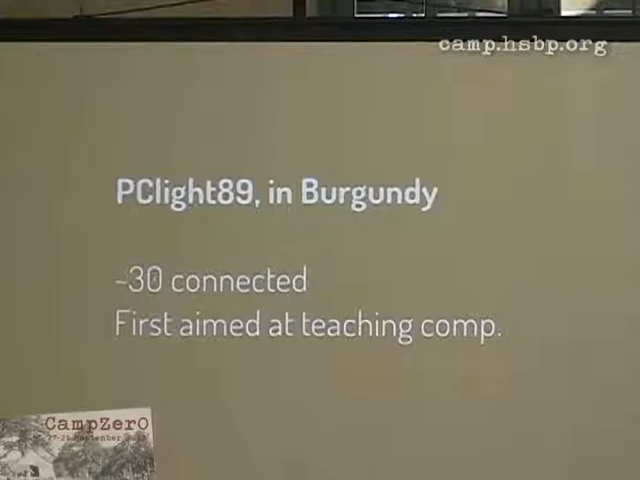 camp.hsbp.org
PClight89, in Burgundy
~30 connected
First aimed at teaching comp.
CampZer0